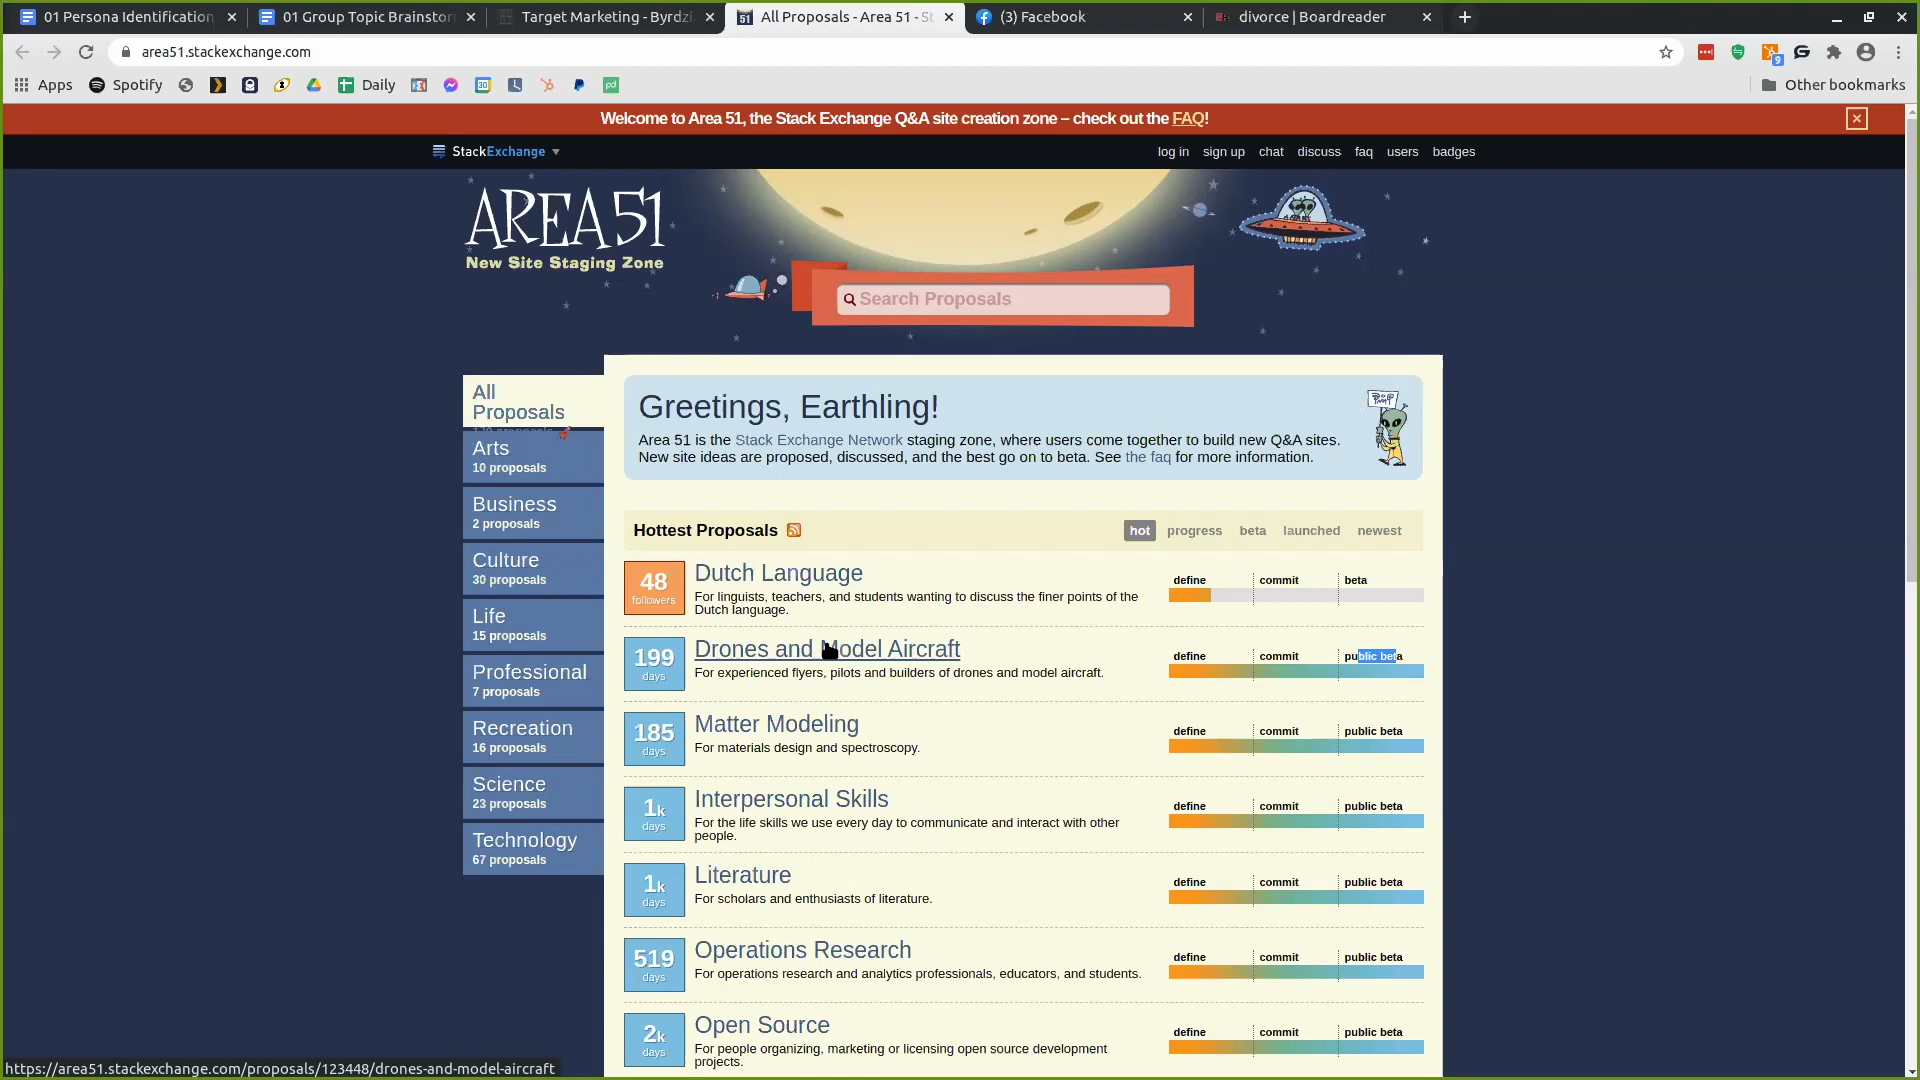 01 Persona Identification
01 Group Topic Brainstor
Target Marketing - Byrdzi
All Proposals - Area 51 - St
(3) Facebook
divorce | Boardreader
area51.stackexchange.com
9
Apps
Spotify
30
Daily
Other bookmarks
Welcome to Area 51, the Stack Exchange Q&A site creation zone – check out the FAQ!
StackExchange
log in
sign up
chat
discuss
faq
users
badges
AREA51
New Site Staging Zone
Search Proposals
All Proposals
Arts
10 proposals
Business
2 proposals
Culture
30 proposals
Life
15 proposals
Professional
7 proposals
Recreation
16 proposals
Science
23 proposals
Technology
67 proposals
Greetings, Earthling!
Area 51 is the Stack Exchange Network staging zone, where users come together to build new Q&A sites.
New site ideas are proposed, discussed, and the best go on to beta. See the faq for more information.
Hottest Proposals
hot
progress
beta
launched
newest
48
followers
Dutch Language
For linguists, teachers, and students wanting to discuss the finer points of the
Dutch language.
define
commit
beta
199
days
Drones and Model Aircraft
For experienced flyers, pilots and builders of drones and model aircraft.
define
commit
public beta
185
days
Matter Modeling
For materials design and spectroscopy.
define
commit
public beta
1k
days
Interpersonal Skills
For the life skills we use every day to communicate and interact with other
people.
define
commit
public beta
1k
days
Literature
For scholars and enthusiasts of literature.
define
commit
public beta
519
days
Operations Research
For operations research and analytics professionals, educators, and students.
define
commit
public beta
2k
days
Open Source
For people organizing, marketing or licensing open source development
projects.
define
commit
public beta
https://area51.stackexchange.com/proposals/123448/drones-and-model-aircraft